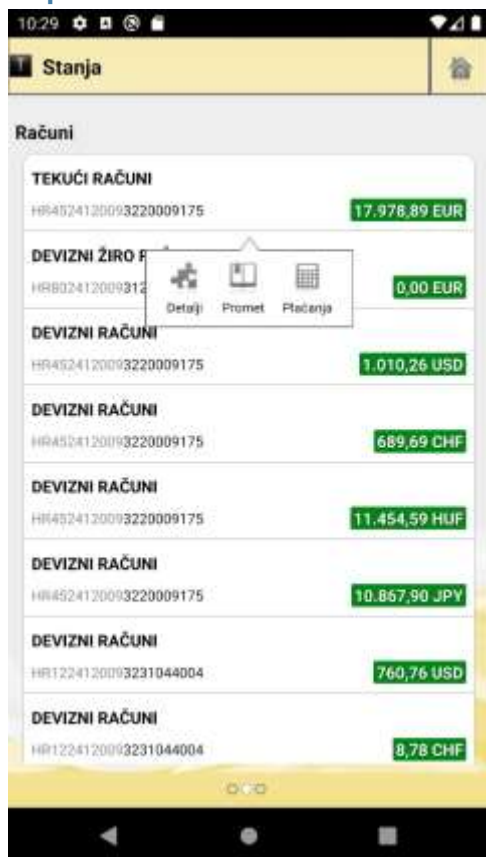 10:29
Stanja
Računi
TEKUĆI RAČUNI
HR4524120093220009175
17.978,89 EUR
DEVIZNI ŽIRO
0,00 EUR
Detalji Promet Plaćanja
DEVIZNI RAČUNI
HR4524120093220009175
1.010,26 USD
DEVIZNI RAČUNI
HR4524120093220009175
689,69 CHF
DEVIZNI RAČUNI
HR4524120093220009175
11.454,59 HUF
DEVIZNI RAČUNI
HR4524120093220009175
10.867,90 JPY
DEVIZNI RAČUNI
HR1224120093231044004
760,76 USD
DEVIZNI RAČUNI
HR1224120093231044004
8,78 CHF